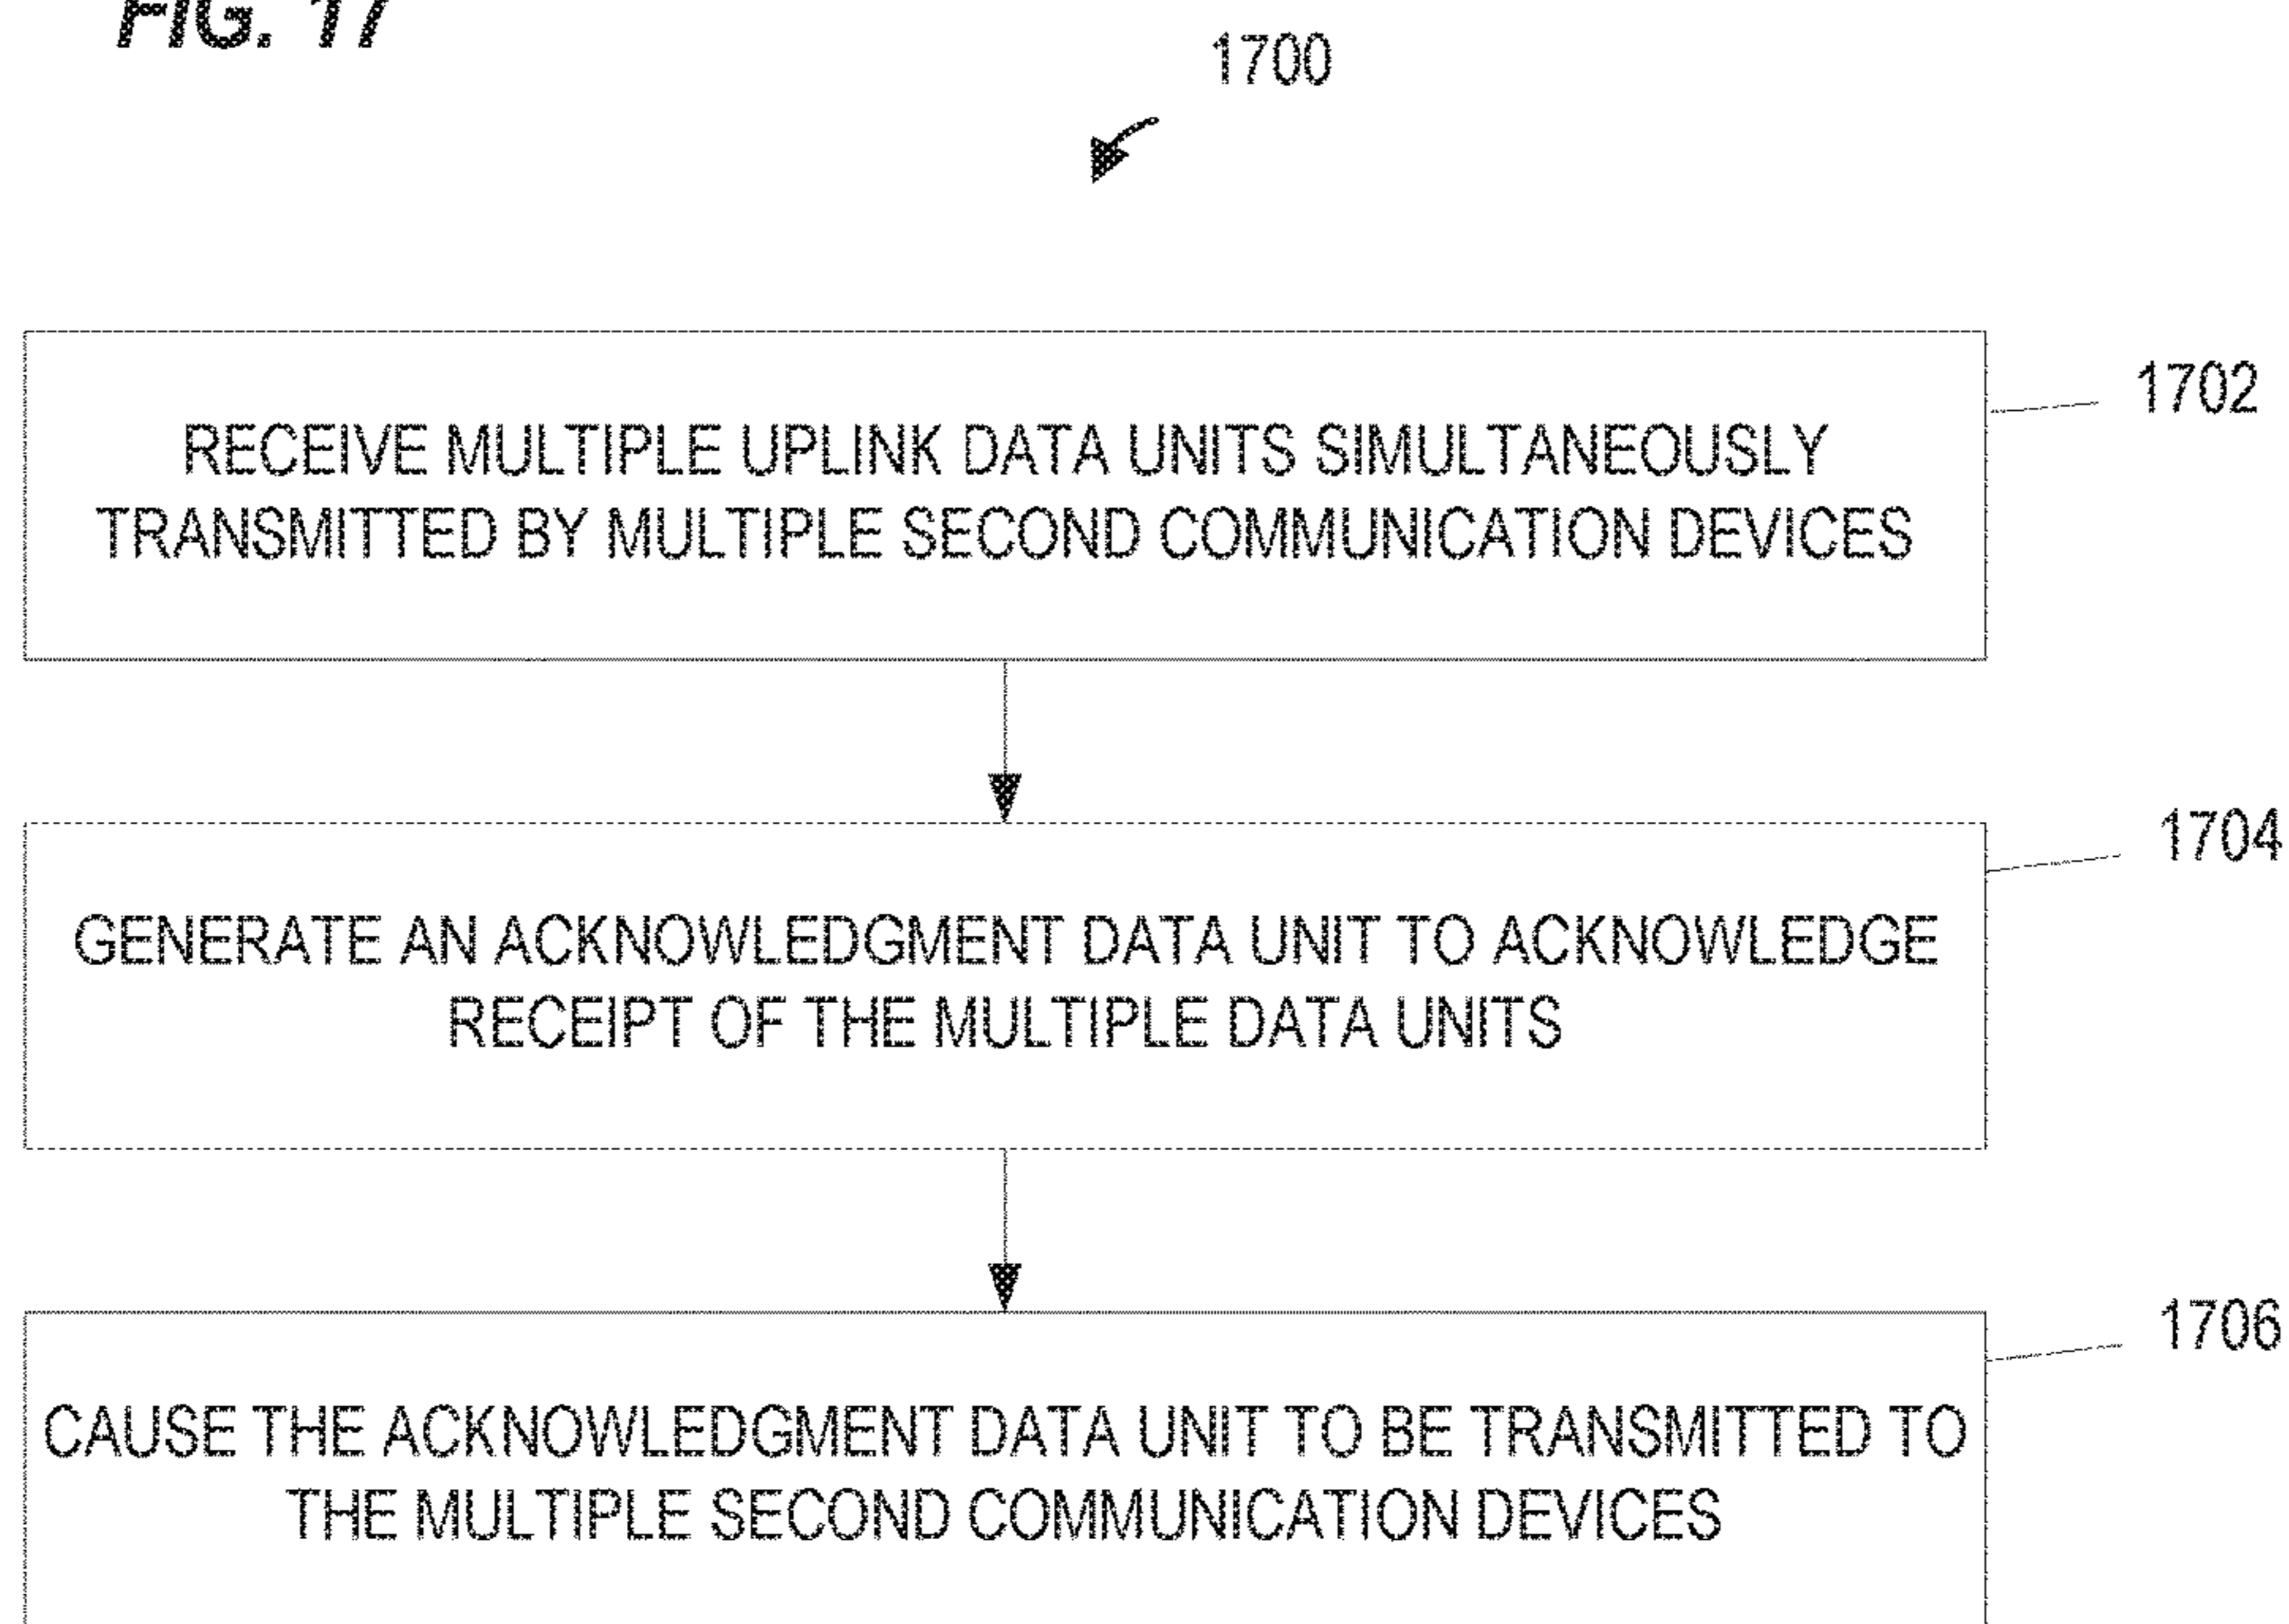 FIG. 17
1700
RECEIVE MULTIPLE UPLINK DATA UNITS SIMULTANEOUSLY
TRANSMITTED BY MULTIPLE SECOND COMMUNICATION DEVICES
1702
GENERATE AN ACKNOWLEDGMENT DATA UNIT TO ACKNOWLEDGE
RECEIPT OF THE MULTIPLE DATA UNITS
1704
CAUSE THE ACKNOWLEDGMENT DATA UNIT TO BE TRANSMITTED TO
THE MULTIPLE SECOND COMMUNICATION DEVICES
1706